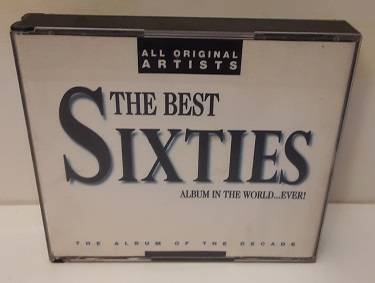 ALL ORIGINAL
ARTISTS
THE BEST
SIXTIES
ALBUM IN THE WORLD...EVER!
THE ALBUM OF THE DECADE